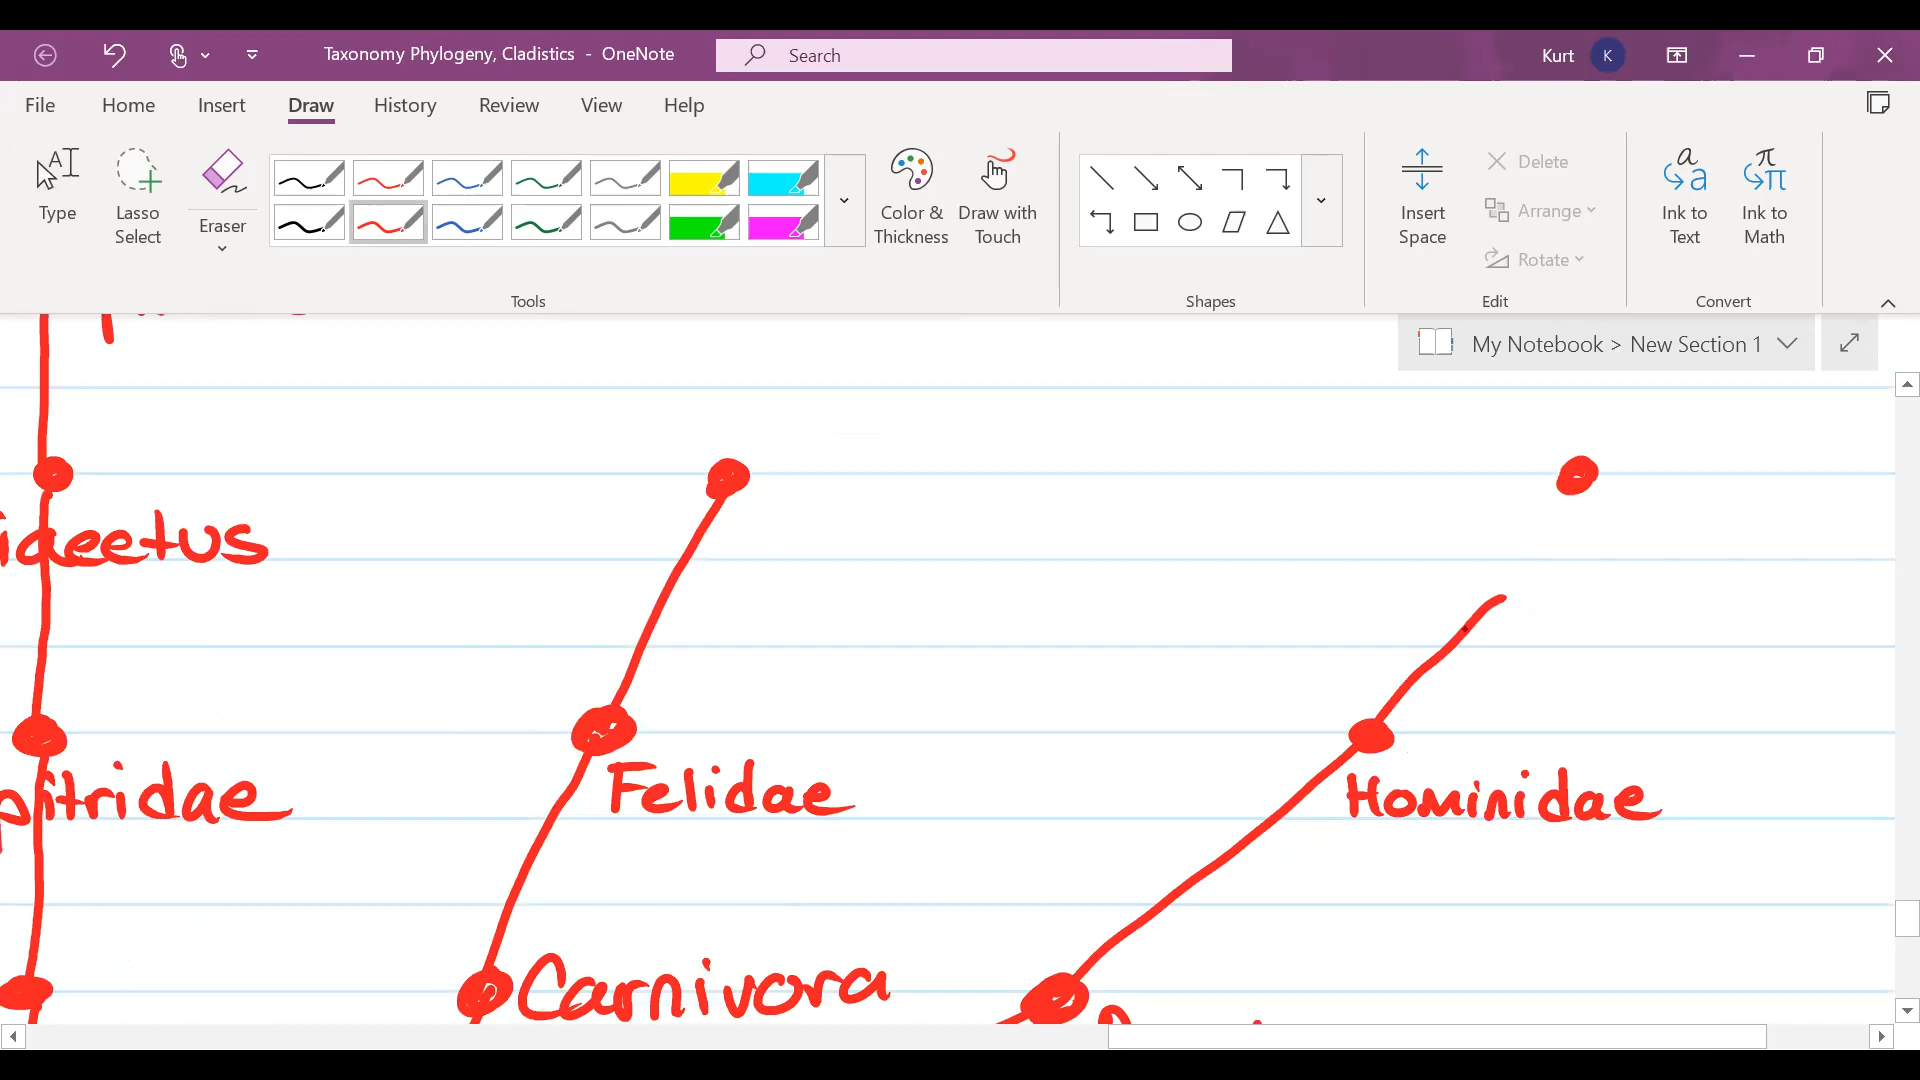 Taxonomy Phylogeny, Cladistics - OneNote
Search
Kurt
K
File Home Insert Draw History Review View Help
Type
Lasso Select
Eraser
Color & Thickness
Draw with Touch
Insert Space
Delete
Arrange
Rotate
Ink to Text
Ink to Math
Tools
Shapes
Edit
Convert
My Notebook > New Section 1
iaeetus
pitridae
Felidae
Hominidae
Carnivora